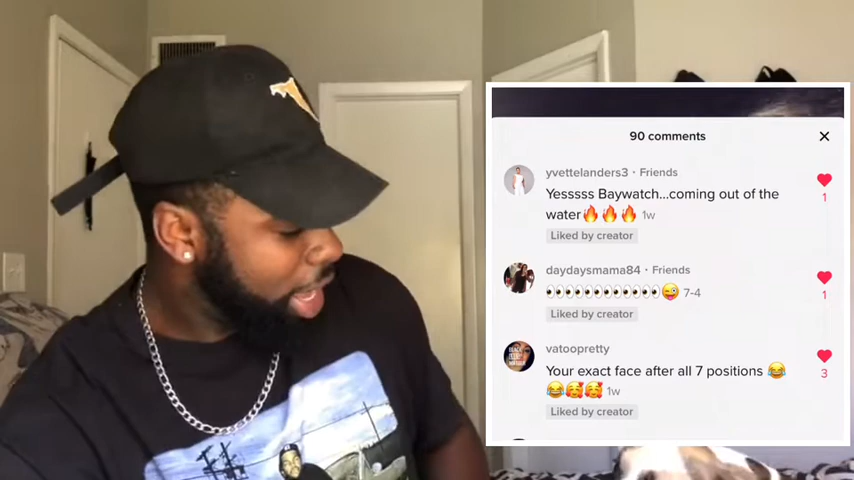 90 comments
yvettelanders3 · Friends
Yesssss Baywatch...coming out of the
water🔥🔥🔥 1w
Liked by creator
1
daydaysmama84 · Friends
👀👀👀👀👀👀👀👀👀👀👀👀😜 7-4
Liked by creator
1
vatoopretty
Your exact face after all 7 positions 😂
😂🥰🥰 1w
Liked by creator
3